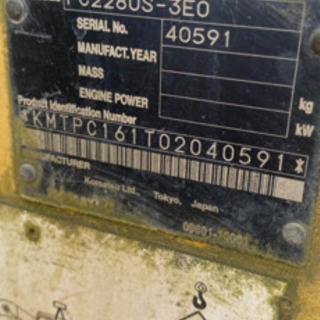 PC228US-3E0
SERIAL NO. 40591
MANUFACT.YEAR
MASS kg
ENGINE POWER kW
Product Identification Number
*KMTPC161T02040591*
MANUFACTURER
Komatsu Ltd. Tokyo, Japan